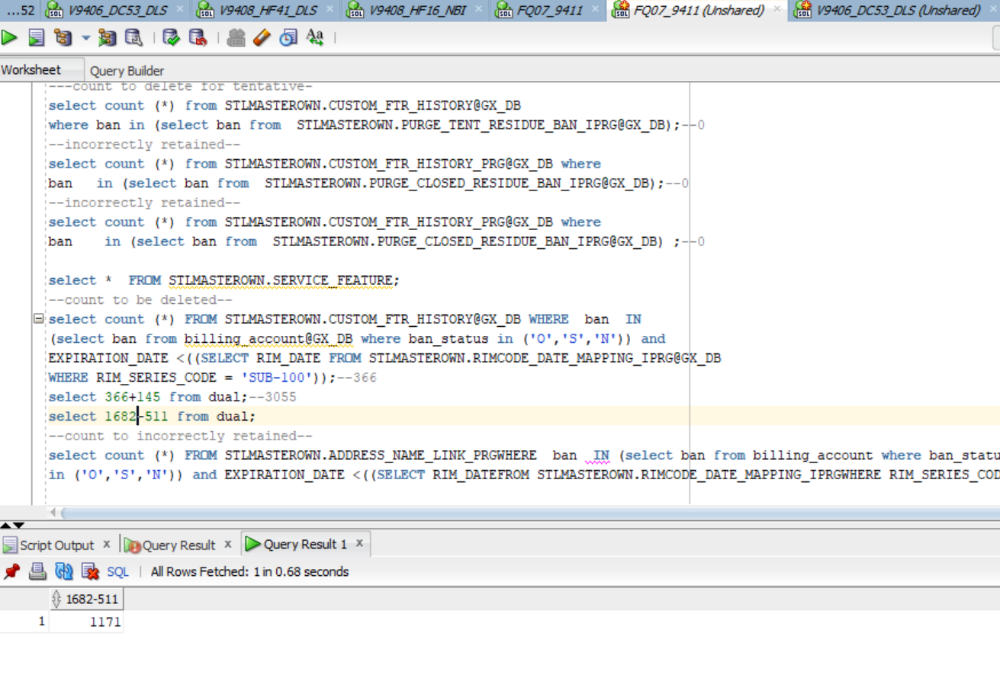 ...52 V9406_DC53_DLS V9408_HF41_DLS V9408_HF16_NBI FQ07_9411 FQ07_9411 (Unshared) V9406_DC53_DLS (Unshared)
Worksheet Query Builder
---count to delete for tentative-
select count (*) from STLMASTEROWN.CUSTOM_FTR_HISTORY@GX_DB
where ban in (select ban from  STLMASTEROWN.PURGE_TENT_RESIDUE_BAN_IPRG@GX_DB);--0
--incorrectly retained--
select count (*) from STLMASTEROWN.CUSTOM_FTR_HISTORY_PRG@GX_DB where
ban   in (select ban from  STLMASTEROWN.PURGE_CLOSED_RESIDUE_BAN_IPRG@GX_DB);--0
--incorrectly retained--
select count (*) from STLMASTEROWN.CUSTOM_FTR_HISTORY_PRG@GX_DB where
ban    in (select ban from  STLMASTEROWN.PURGE_CLOSED_RESIDUE_BAN_IPRG@GX_DB) ;--0
select *  FROM STLMASTEROWN.SERVICE_FEATURE;
--count to be deleted--
select count (*) FROM STLMASTEROWN.CUSTOM_FTR_HISTORY@GX_DB WHERE  ban  IN
(select ban from billing_account@GX_DB where ban_status in ('O','S','N')) and
EXPIRATION_DATE <((SELECT RIM_DATE FROM STLMASTEROWN.RIMCODE_DATE_MAPPING_IPRG@GX_DB
WHERE RIM_SERIES_CODE = 'SUB-100'));--366
select 366+145 from dual;--3055
select 1682-511 from dual;
--count to incorrectly retained--
select count (*) FROM STLMASTEROWN.ADDRESS_NAME_LINK_PRGWHERE  ban  IN (select ban from billing_account where ban_statu
in ('O','S','N')) and EXPIRATION_DATE <((SELECT RIM_DATEFROM STLMASTEROWN.RIMCODE_DATE_MAPPING_IPRGWHERE RIM_SERIES_COD
Script Output x Query Result x Query Result 1 x
SQL | All Rows Fetched: 1 in 0.68 seconds
1682-511
1 1171